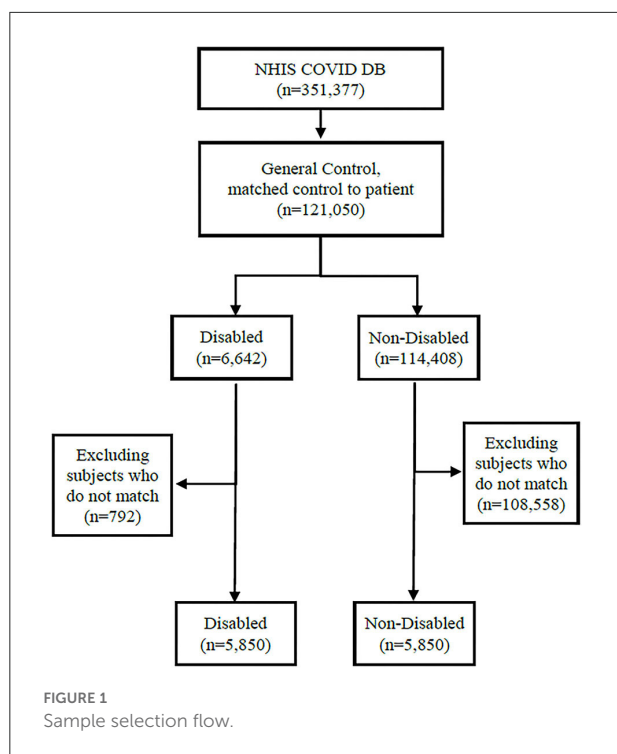 NHIS COVID DB
(n=351,377)
General Control,
matched control to patient
(n=121,050)
Disabled
(n=6,642)
Non-Disabled
(n=114,408)
Excluding
subjects who
do not match
(n=792)
Excluding
subjects who
do not match
(n=108,558)
Disabled
(n=5,850)
Non-Disabled
(n=5,850)
FIGURE 1
Sample selection flow.